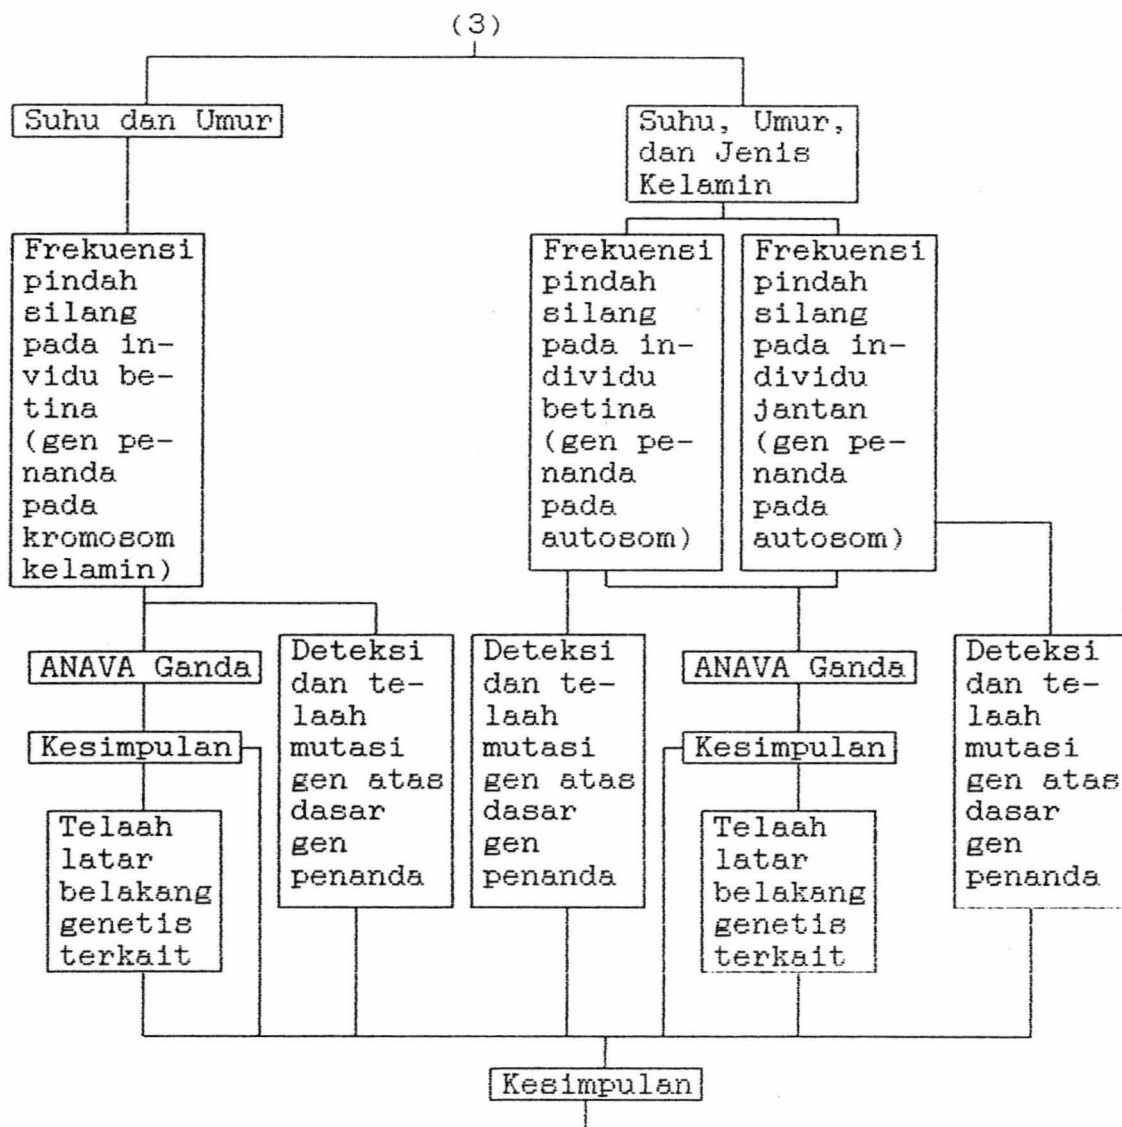 (3)
Suhu dan Umur
Suhu, Umur,
dan Jenis
Kelamin
Frekuensi
pindah
silang
pada in-
vidu be-
tina
(gen pe-
nanda
pada
kromosom
kelamin)
Frekuensi
pindah
silang
pada in-
dividu
betina
(gen pe-
nanda
pada
autosom)
Frekuensi
pindah
silang
pada in-
dividu
jantan
(gen pe-
nanda
pada
autosom)
ANAVA Ganda
Kesimpulan
Telaah
latar
belakang
genetis
terkait
Deteksi
dan te-
laah
mutasi
gen atas
dasar
gen
penanda
Deteksi
dan te-
laah
mutasi
gen atas
dasar
gen
penanda
ANAVA Ganda
Kesimpulan
Telaah
latar
belakang
genetis
terkait
Deteksi
dan te-
laah
mutasi
gen atas
dasar
gen
penanda
Kesimpulan